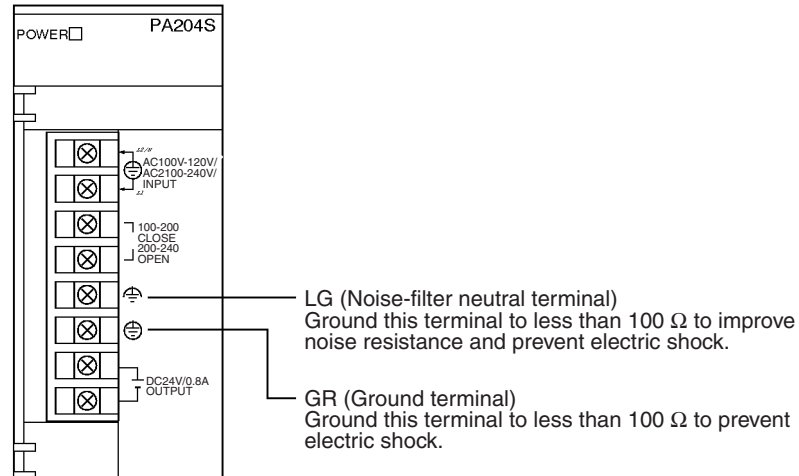 POWER
PA204S
AC100V-120V/
AC2100-240V/
INPUT
100-200
CLOSE
200-240
OPEN
LG (Noise-filter neutral terminal)
Ground this terminal to less than 100 Ω to improve
noise resistance and prevent electric shock.
DC24V/0.8A
OUTPUT
GR (Ground terminal)
Ground this terminal to less than 100 Ω to prevent
electric shock.